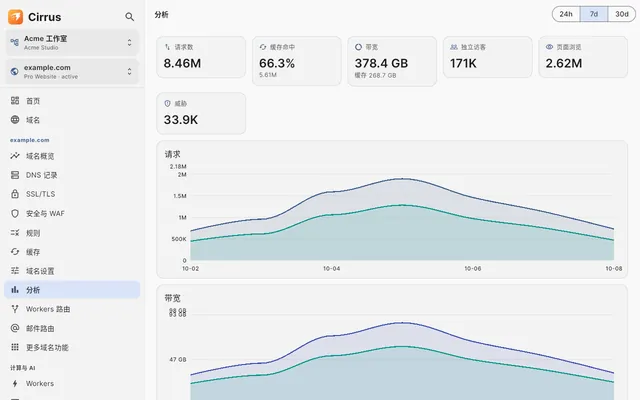 Cirrus
Acme 工作室
Acme Studio
example.com
Pro Website · active
首页
域名
example.com
域名概览
DNS 记录
SSL/TLS
安全与 WAF
规则
缓存
域名设置
分析
Workers 路由
邮件路由
更多域名功能
计算与 AI
Workers
分析
24h
7d
30d
请求数
8.46M
缓存命中
66.3%
5.61M
带宽
378.4 GB
缓存 268.7 GB
独立访客
171K
页面浏览
2.62M
威胁
33.9K
请求
2.18M
2M
1.5M
1M
500K
0
10-02
10-04
10-06
10-08
带宽
98 GB
93 GB
47 GB